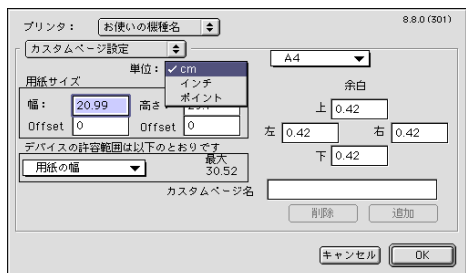 プリンタ： お使いの機種名
8.8.0 (301)
カスタムページ設定
A4
単位： ✓cm
インチ
ポイント
用紙サイズ
幅： 20.99 高さ
Offset 0 Offset 0
余白
上 0.42
左 0.42 右 0.42
下 0.42
デバイスの許容範囲は以下のとおりです
用紙の幅
最大
30.52
カスタムページ名
削除 追加
キャンセル OK